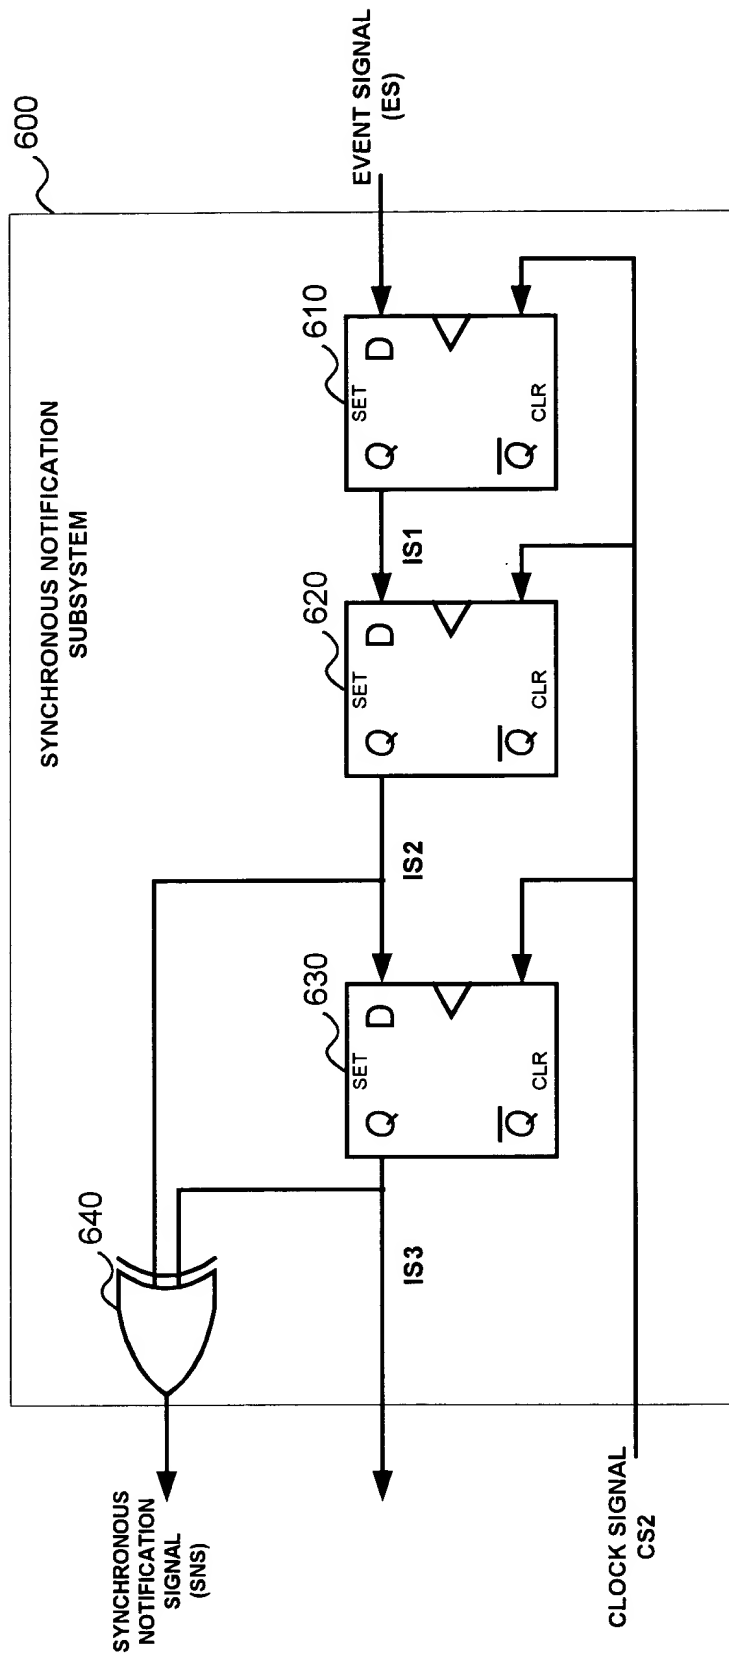 600
SYNCHRONOUS NOTIFICATION
SUBSYSTEM
EVENT SIGNAL
(ES)
610
SET
D
Q
Q
CLR
IS1
620
SET
D
Q
Q
CLR
IS2
630
SET
D
Q
Q
CLR
IS3
640
SYNCHRONOUS
NOTIFICATION
SIGNAL
(SNS)
CLOCK SIGNAL
CS2